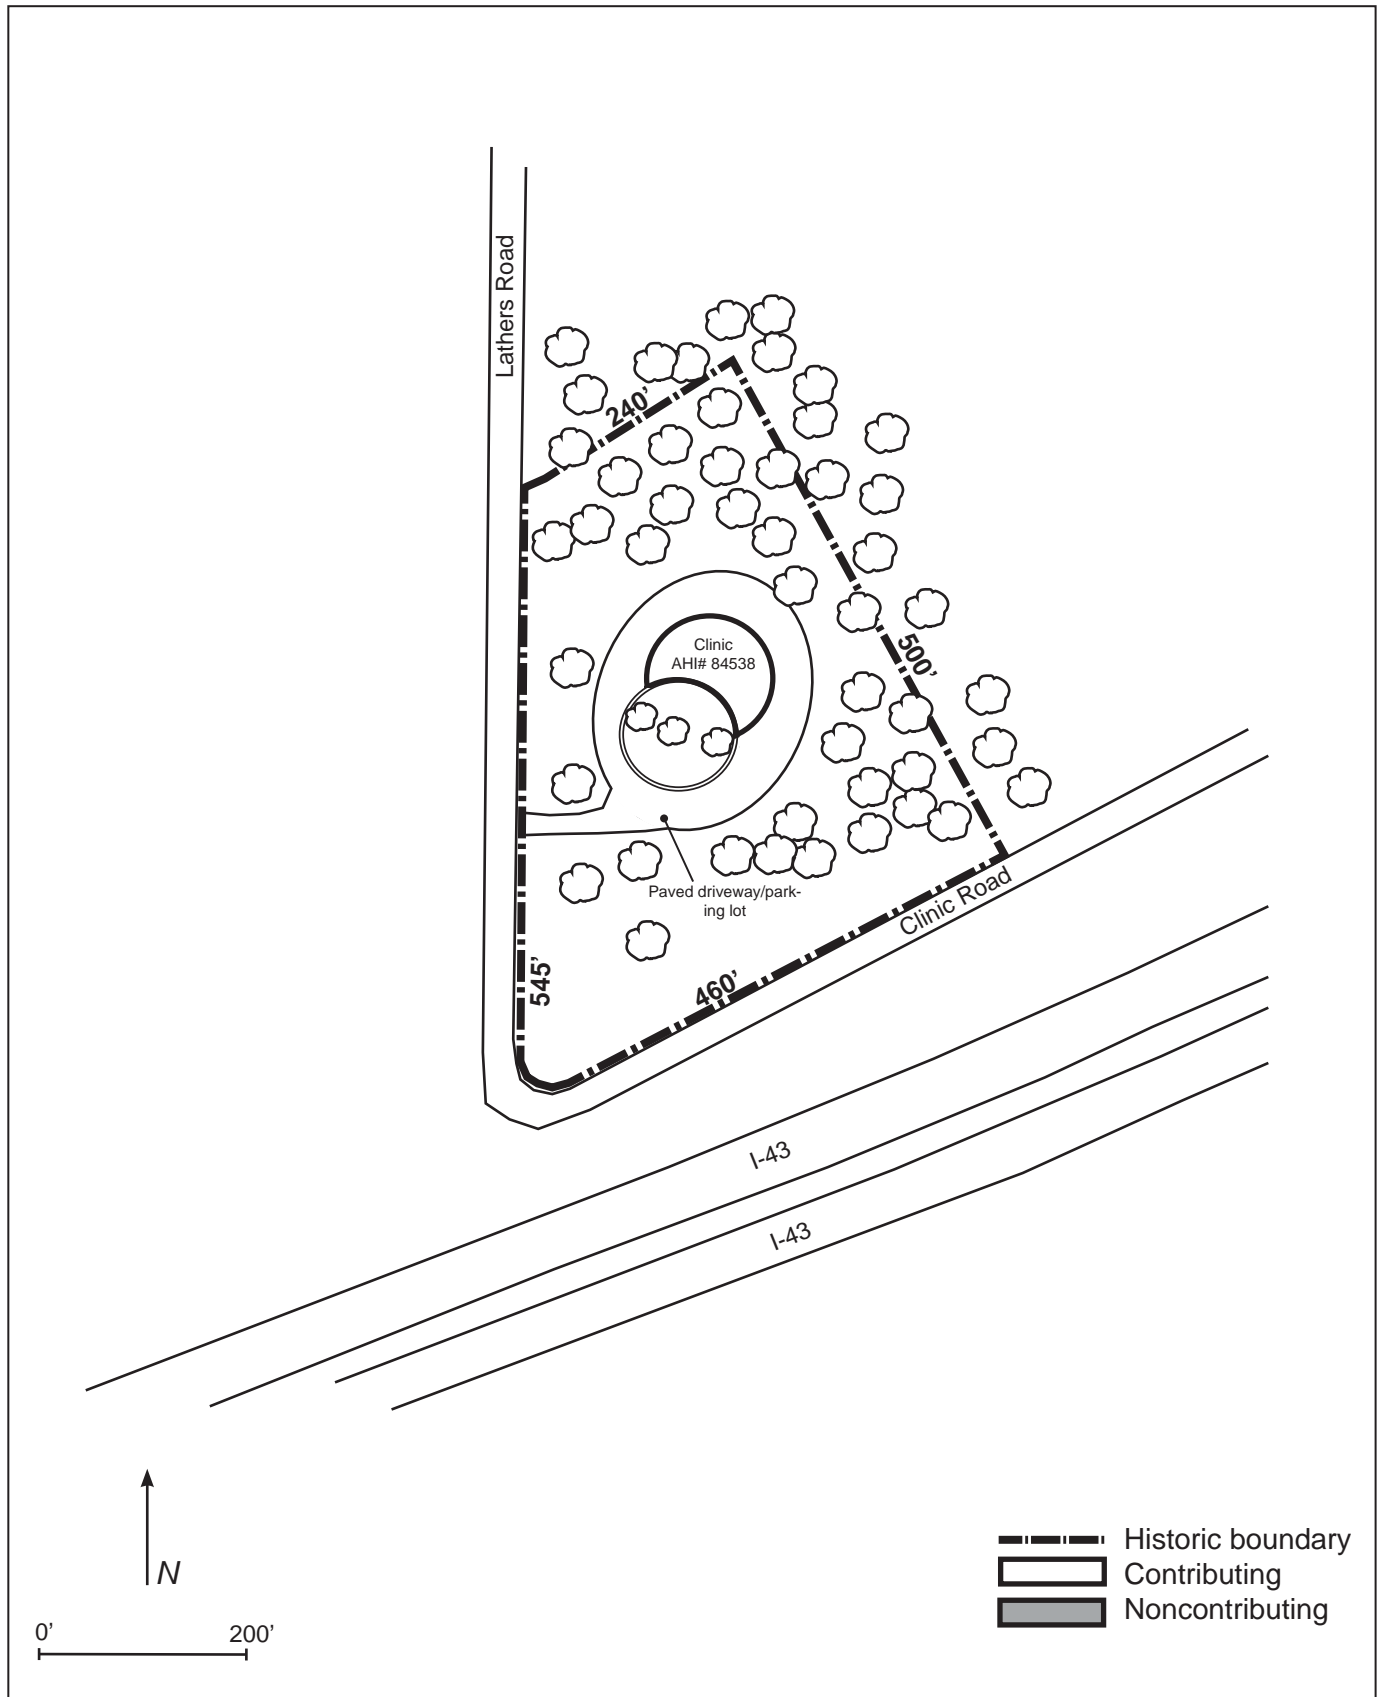 Lathers Road
240’
Clinic
AHI# 84538
500’
Paved driveway/park-
ing lot
Clinic Road
545’
460’
I-43
I-43
N
0’ 200’
Historic boundary
Contributing
Noncontributing